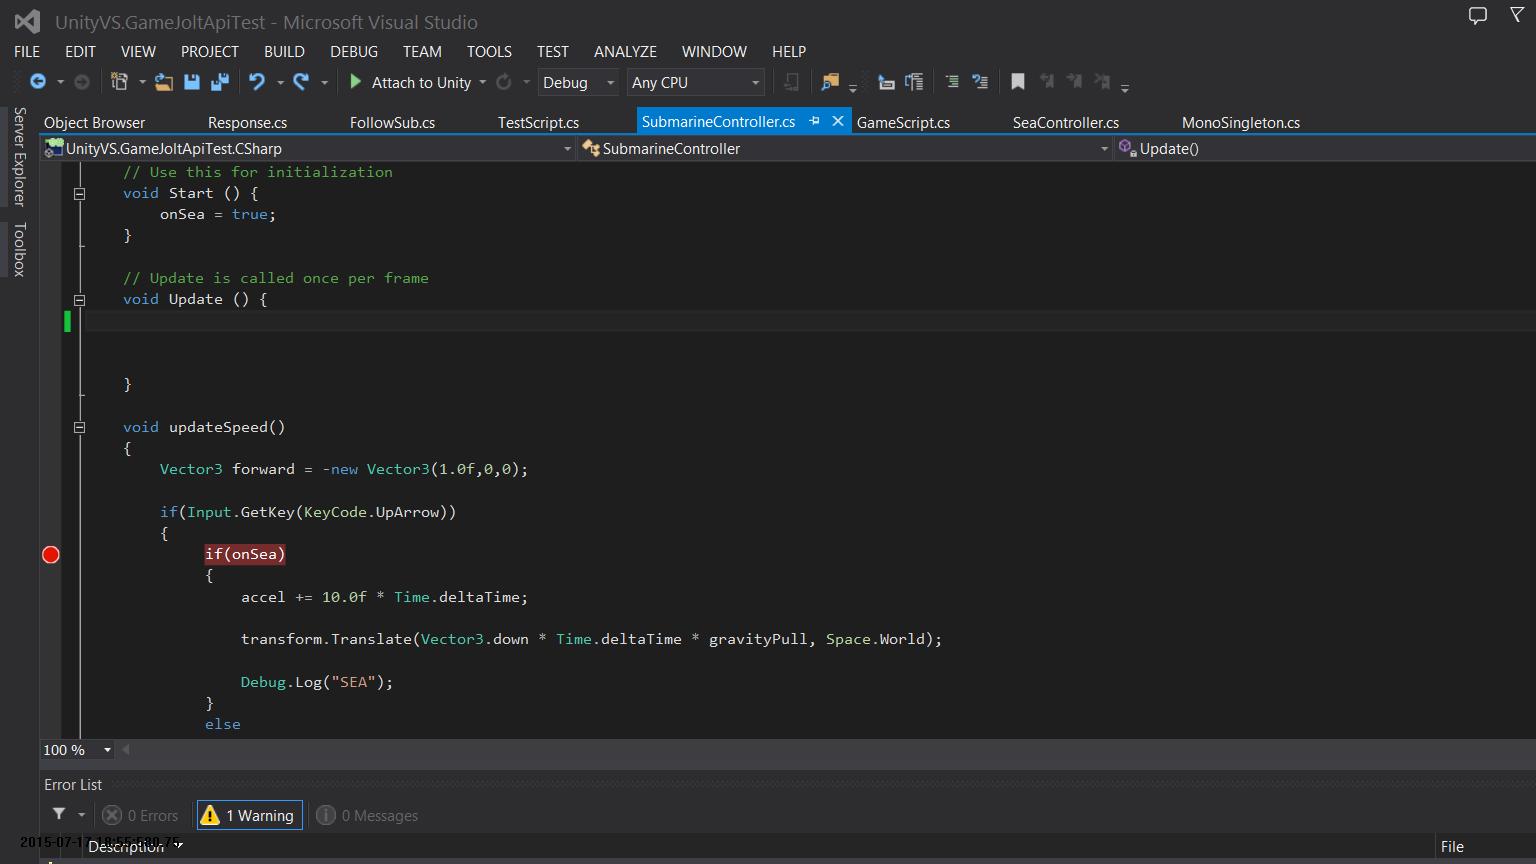 UnityVS.GameJoltApiTest - Microsoft Visual Studio
FILE EDIT VIEW PROJECT BUILD DEBUG TEAM TOOLS TEST ANALYZE WINDOW HELP
Attach to Unity Debug Any CPU
Server Explorer
Toolbox
Object Browser Response.cs FollowSub.cs TestScript.cs SubmarineController.cs GameScript.cs SeaController.cs MonoSingleton.cs
UnityVS.GameJoltApiTest.CSharp SubmarineController Update()
// Use this for initialization
void Start () {
onSea = true;
}
// Update is called once per frame
void Update () {
}
void updateSpeed()
{
Vector3 forward = -new Vector3(1.0f,0,0);
if(Input.GetKey(KeyCode.UpArrow))
{
if(onSea)
{
accel += 10.0f * Time.deltaTime;
transform.Translate(Vector3.down * Time.deltaTime * gravityPull, Space.World);
Debug.Log("SEA");
}
else
100 %
Error List
0 Errors 1 Warning 0 Messages
Description File